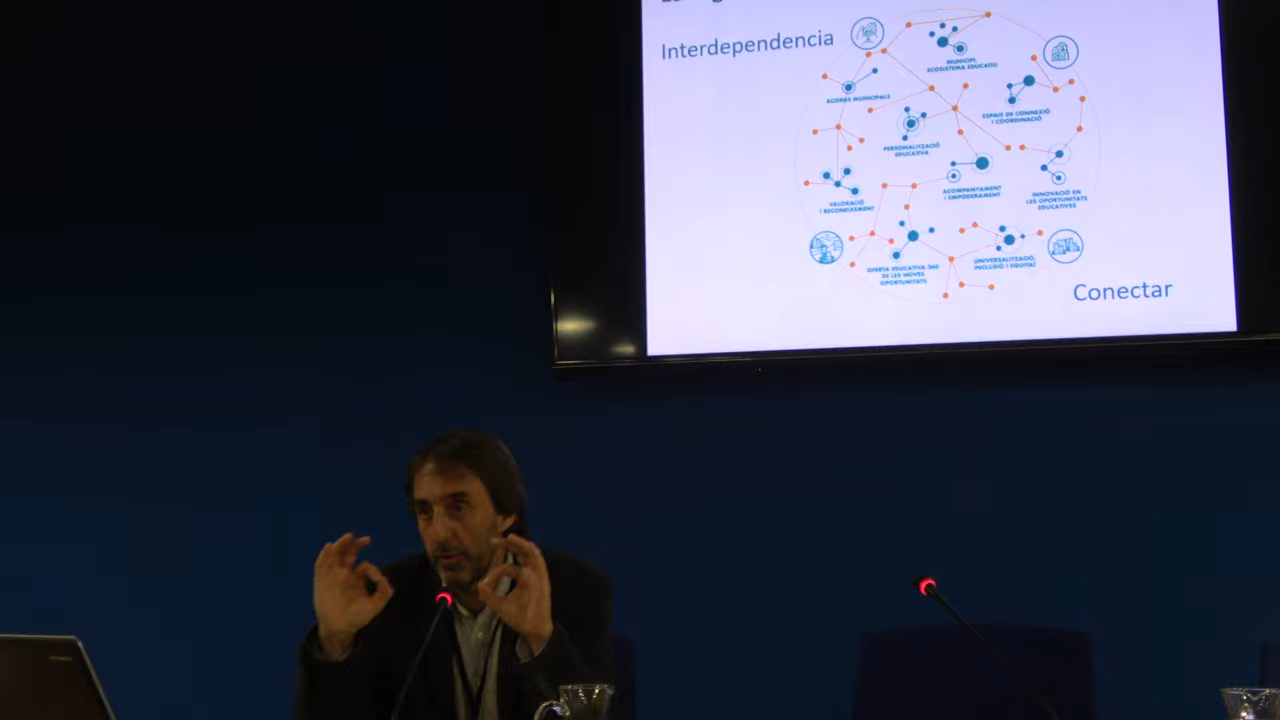 Interdependencia
MUNICIPI,
ECOSISTEMA EDUCATIU
ACORDS MUNICIPALS
ESPAIS DE CONNEXIÓ
I COORDINACIÓ
PERSONALITZACIÓ
EDUCATIVA
ACOMPANYAMENT
I EMPODERAMENT
INNOVACIÓ EN
LES OPORTUNITATS
EDUCATIVES
VALORACIÓ
I RECONEIXEMENT
OFERTA EDUCATIVA 360
DE LES NOVES
OPORTUNITATS
UNIVERSALITZACIÓ,
INCLUSIÓ I EQUITAT
Conectar